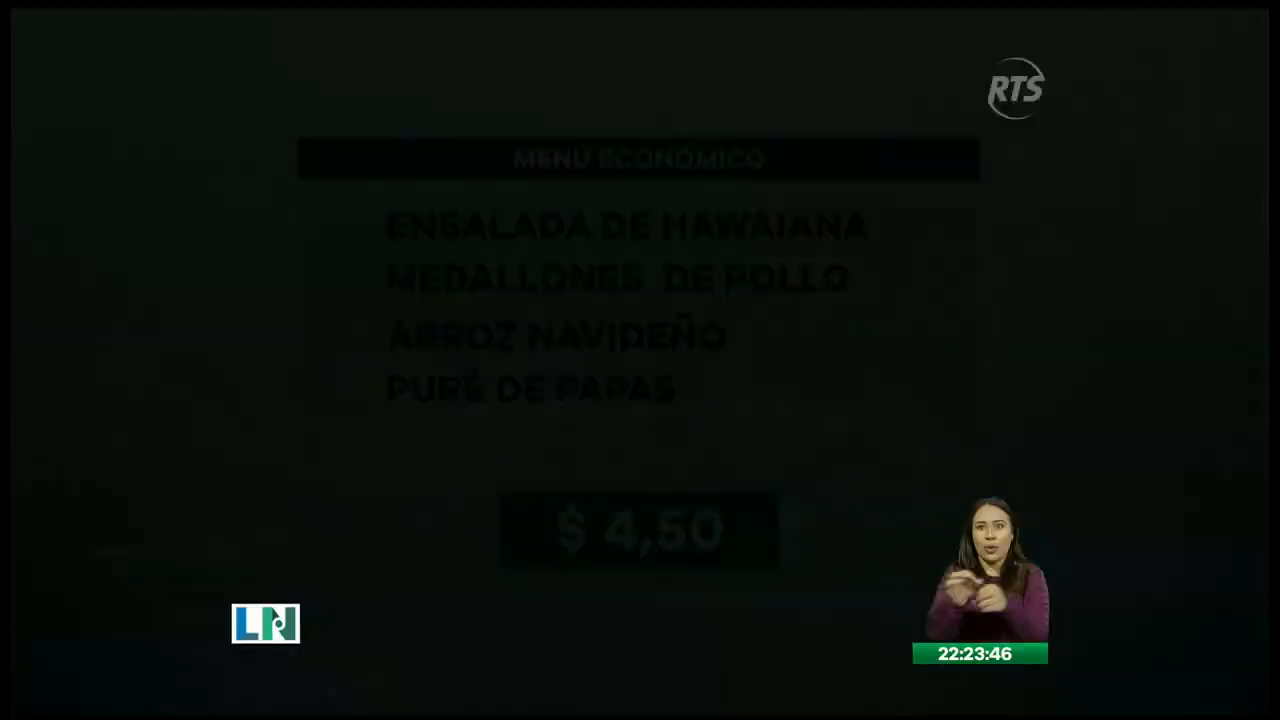 RTS
MENÚ ECONÓMICO
ENSALADA DE HAWAIANA
MEDALLONES DE POLLO
ARROZ NAVIDEÑO
PURÉ DE PAPAS
$ 4,50
LN
22:23:46